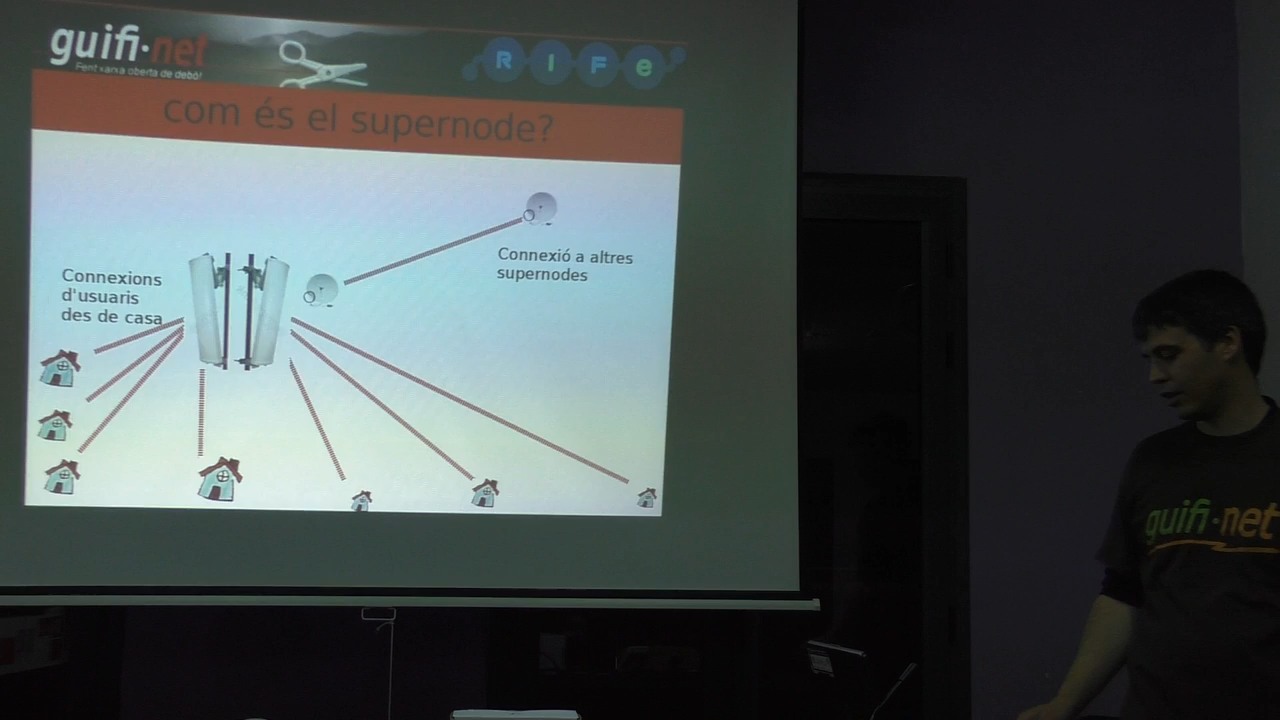 guifi·net
Fent xarxa oberta de debò!
RIFe
com és el supernode?
Connexió a altres
supernodes
Connexions
d'usuaris
des de casa
guifi·net